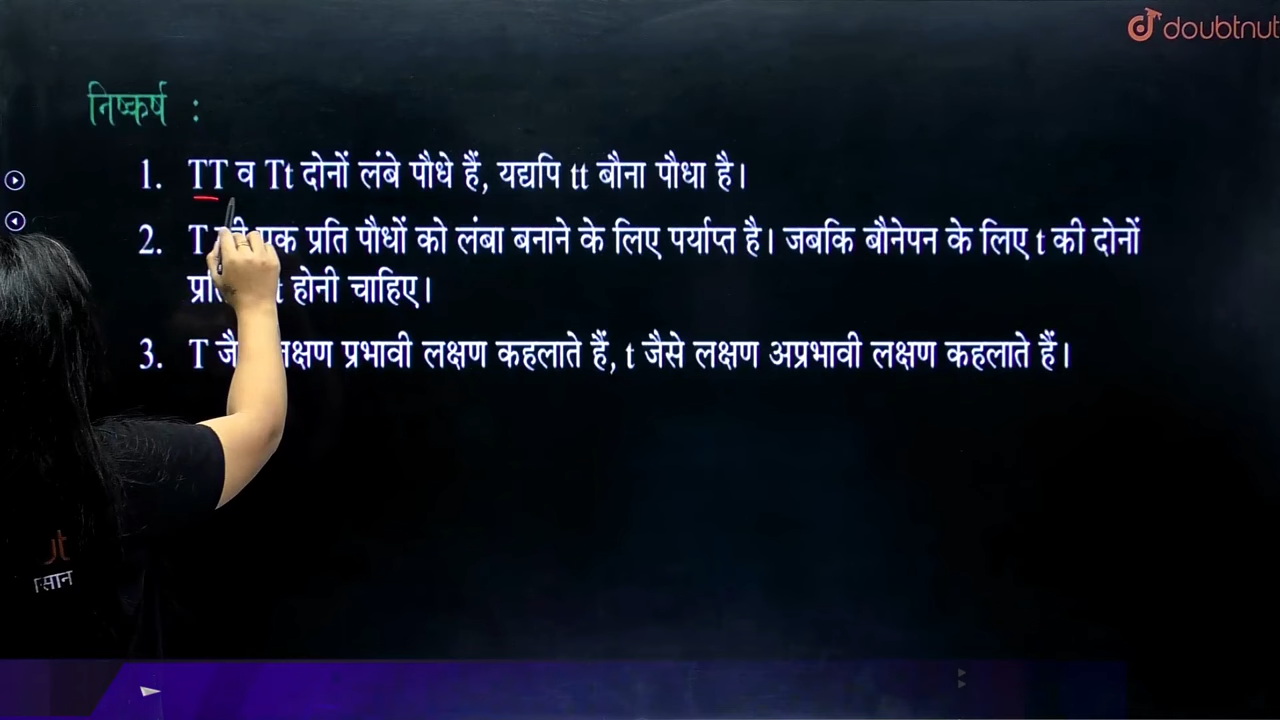 doubtnut
निष्कर्ष :
1. TT व Tt दोनों लंबे पौधे हैं, यद्यपि tt बौना पौधा है।
2. T एक प्रति पौधों को लंबा बनाने के लिए पर्याप्त है। जबकि बौनेपन के लिए t की दोनों
होनी चाहिए।
3. T लक्षण प्रभावी लक्षण कहलाते हैं, t जैसे लक्षण अप्रभावी लक्षण कहलाते हैं।